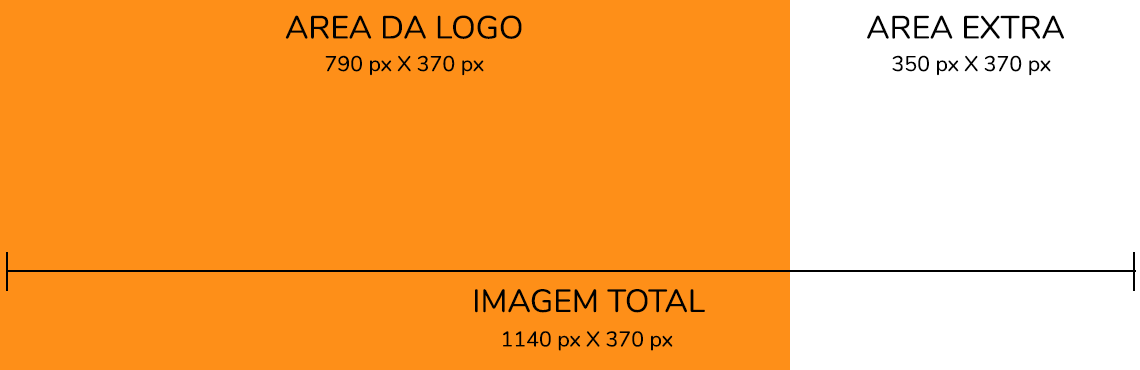 AREA DA LOGO
790 px X 370 px
AREA EXTRA
350 px X 370 px
IMAGEM TOTAL
1140 px X 370 px